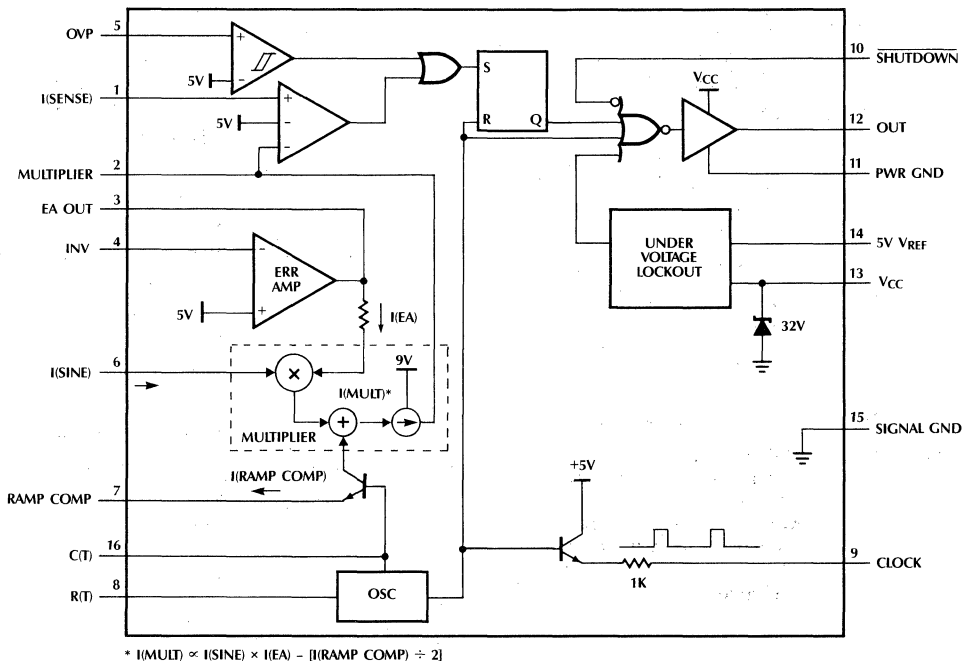 5
OVP
+
5V
-
1
I(SENSE)
+
5V
-
-
S
R
Q
10
SHUTDOWN
VCC
12
OUT
11
PWR GND
2
MULTIPLIER
3
EA OUT
4
INV
-
ERR
AMP
5V
+
I(EA)
UNDER
VOLTAGE
LOCKOUT
14
5V VREF
13
VCC
32V
6
I(SINE)
×
9V
I(MULT)*
+
MULTIPLIER
15
SIGNAL GND
I(RAMP COMP)
7
RAMP COMP
+5V
16
C(T)
8
R(T)
OSC
1K
9
CLOCK
* I(MULT) ∝ I(SINE) × I(EA) – [I(RAMP COMP) ÷ 2]